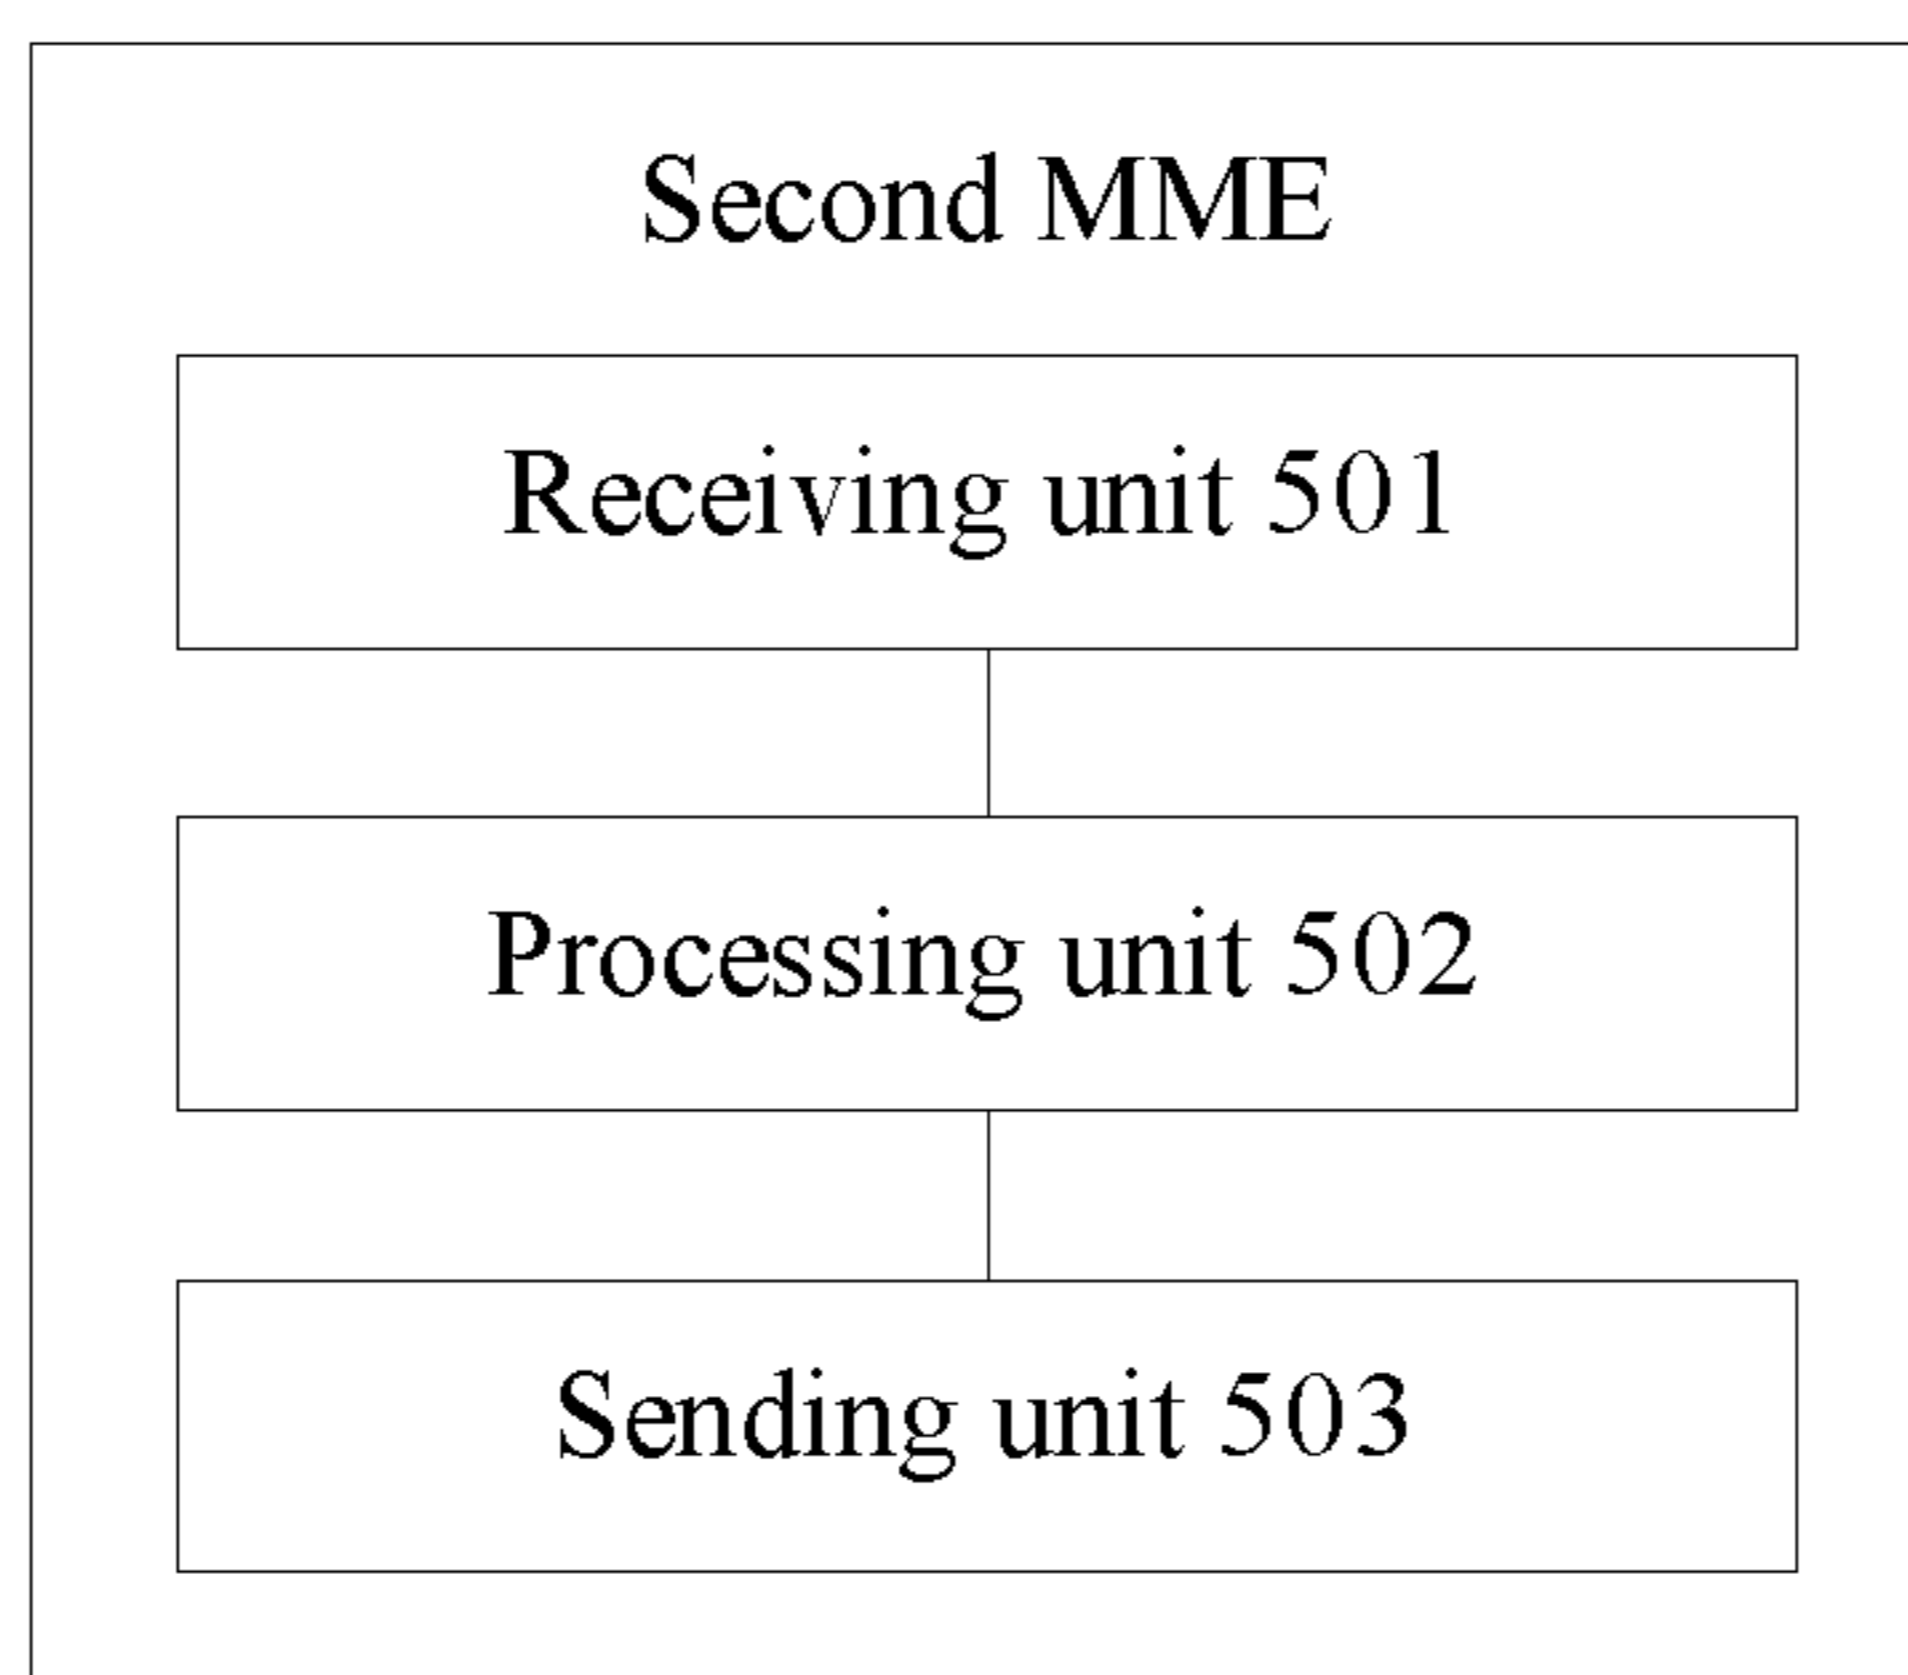 Second MME
Receiving unit 501
Processing unit 502
Sending unit 503